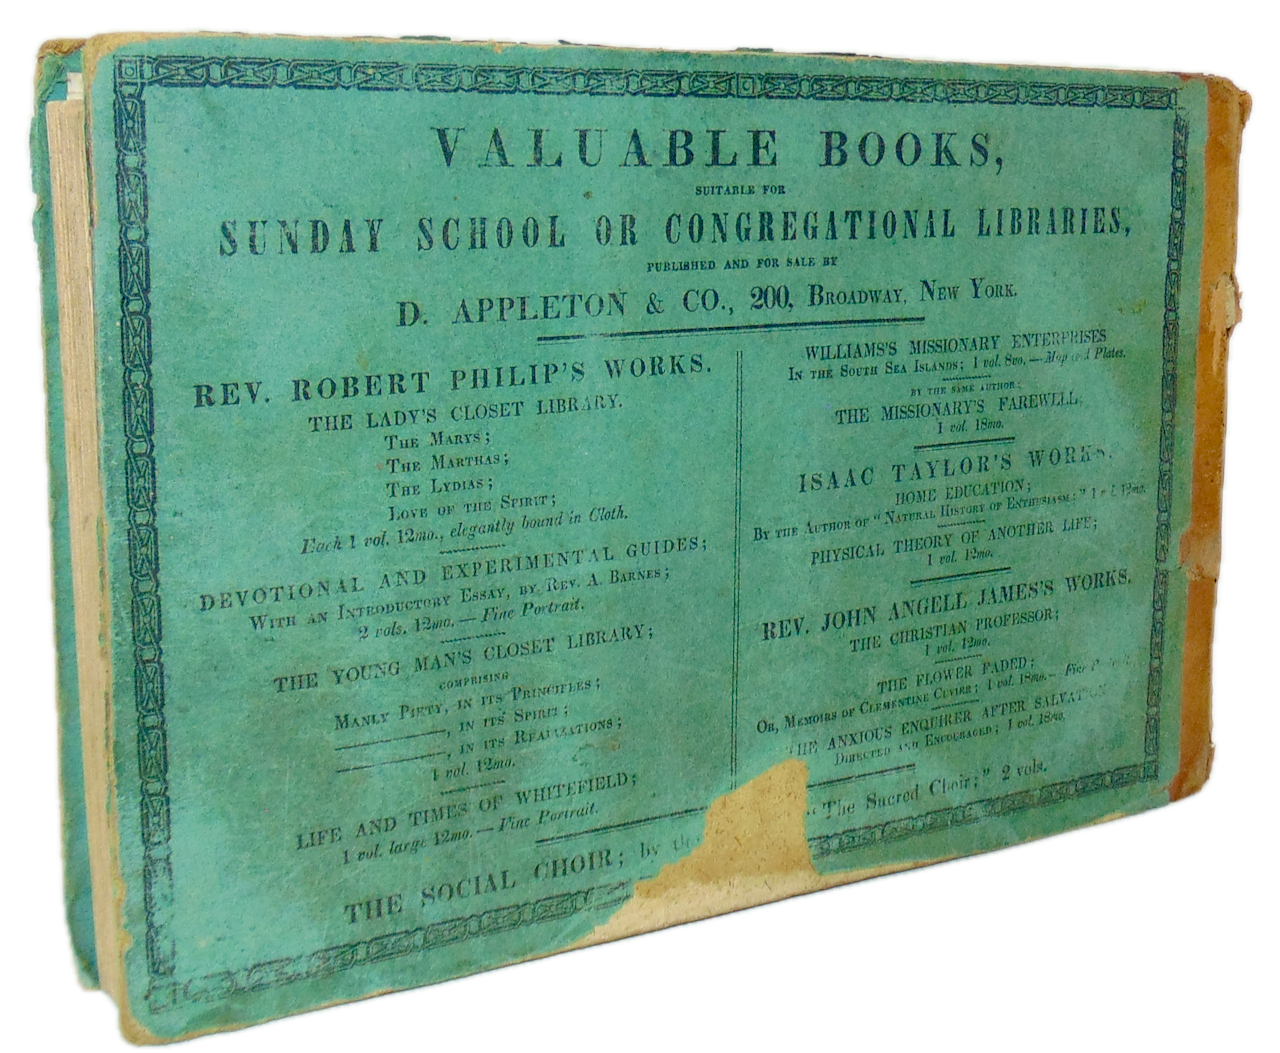 VALUABLE BOOKS,
SUITABLE FOR
SUNDAY SCHOOL OR CONGREGATIONAL LIBRARIES,
PUBLISHED AND FOR SALE BY
D. APPLETON & CO., 200, BROADWAY, NEW YORK.
REV. ROBERT PHILIP'S WORKS.
THE LADY'S CLOSET LIBRARY.
THE MARYS;
THE MARTHAS;
THE LYDIAS;
LOVE OF THE SPIRIT;
Each 1 vol. 12mo., elegantly bound in Cloth.
DEVOTIONAL AND EXPERIMENTAL GUIDES;
WITH AN INTRODUCTORY ESSAY, BY REV. A. BARNES;
2 vols. 12mo. — Fine Portrait.
THE YOUNG MAN'S CLOSET LIBRARY;
COMPRISING
MANLY PIETY, IN ITS PRINCIPLES;
———, IN ITS SPIRIT;
———, IN ITS REALIZATIONS;
1 vol. 12mo.
LIFE AND TIMES OF WHITEFIELD;
1 vol. large 12mo. — Fine Portrait.
WILLIAMS'S MISSIONARY ENTERPRISES
IN THE SOUTH SEA ISLANDS; 1 vol. 8vo. — Map and Plates.
BY THE SAME AUTHOR;
THE MISSIONARY'S FAREWELL,
1 vol. 18mo.
ISAAC TAYLOR'S WORKS.
HOME EDUCATION;
BY THE AUTHOR OF "NATURAL HISTORY OF ENTHUSIASM;" 1 vol. 12mo.
PHYSICAL THEORY OF ANOTHER LIFE;
1 vol. 12mo.
REV. JOHN ANGELL JAMES'S WORKS.
THE CHRISTIAN PROFESSOR;
1 vol. 12mo.
THE FLOWER FADED;
OR, MEMOIRS OF CLEMENTINE CUVIER; 1 vol. 18mo. — Fine
THE ANXIOUS ENQUIRER AFTER SALVATION
DIRECTED AND ENCOURAGED; 1 vol. 18mo.
THE SOCIAL CHOIR; by the "The Sacred Choir;" 2 vols.